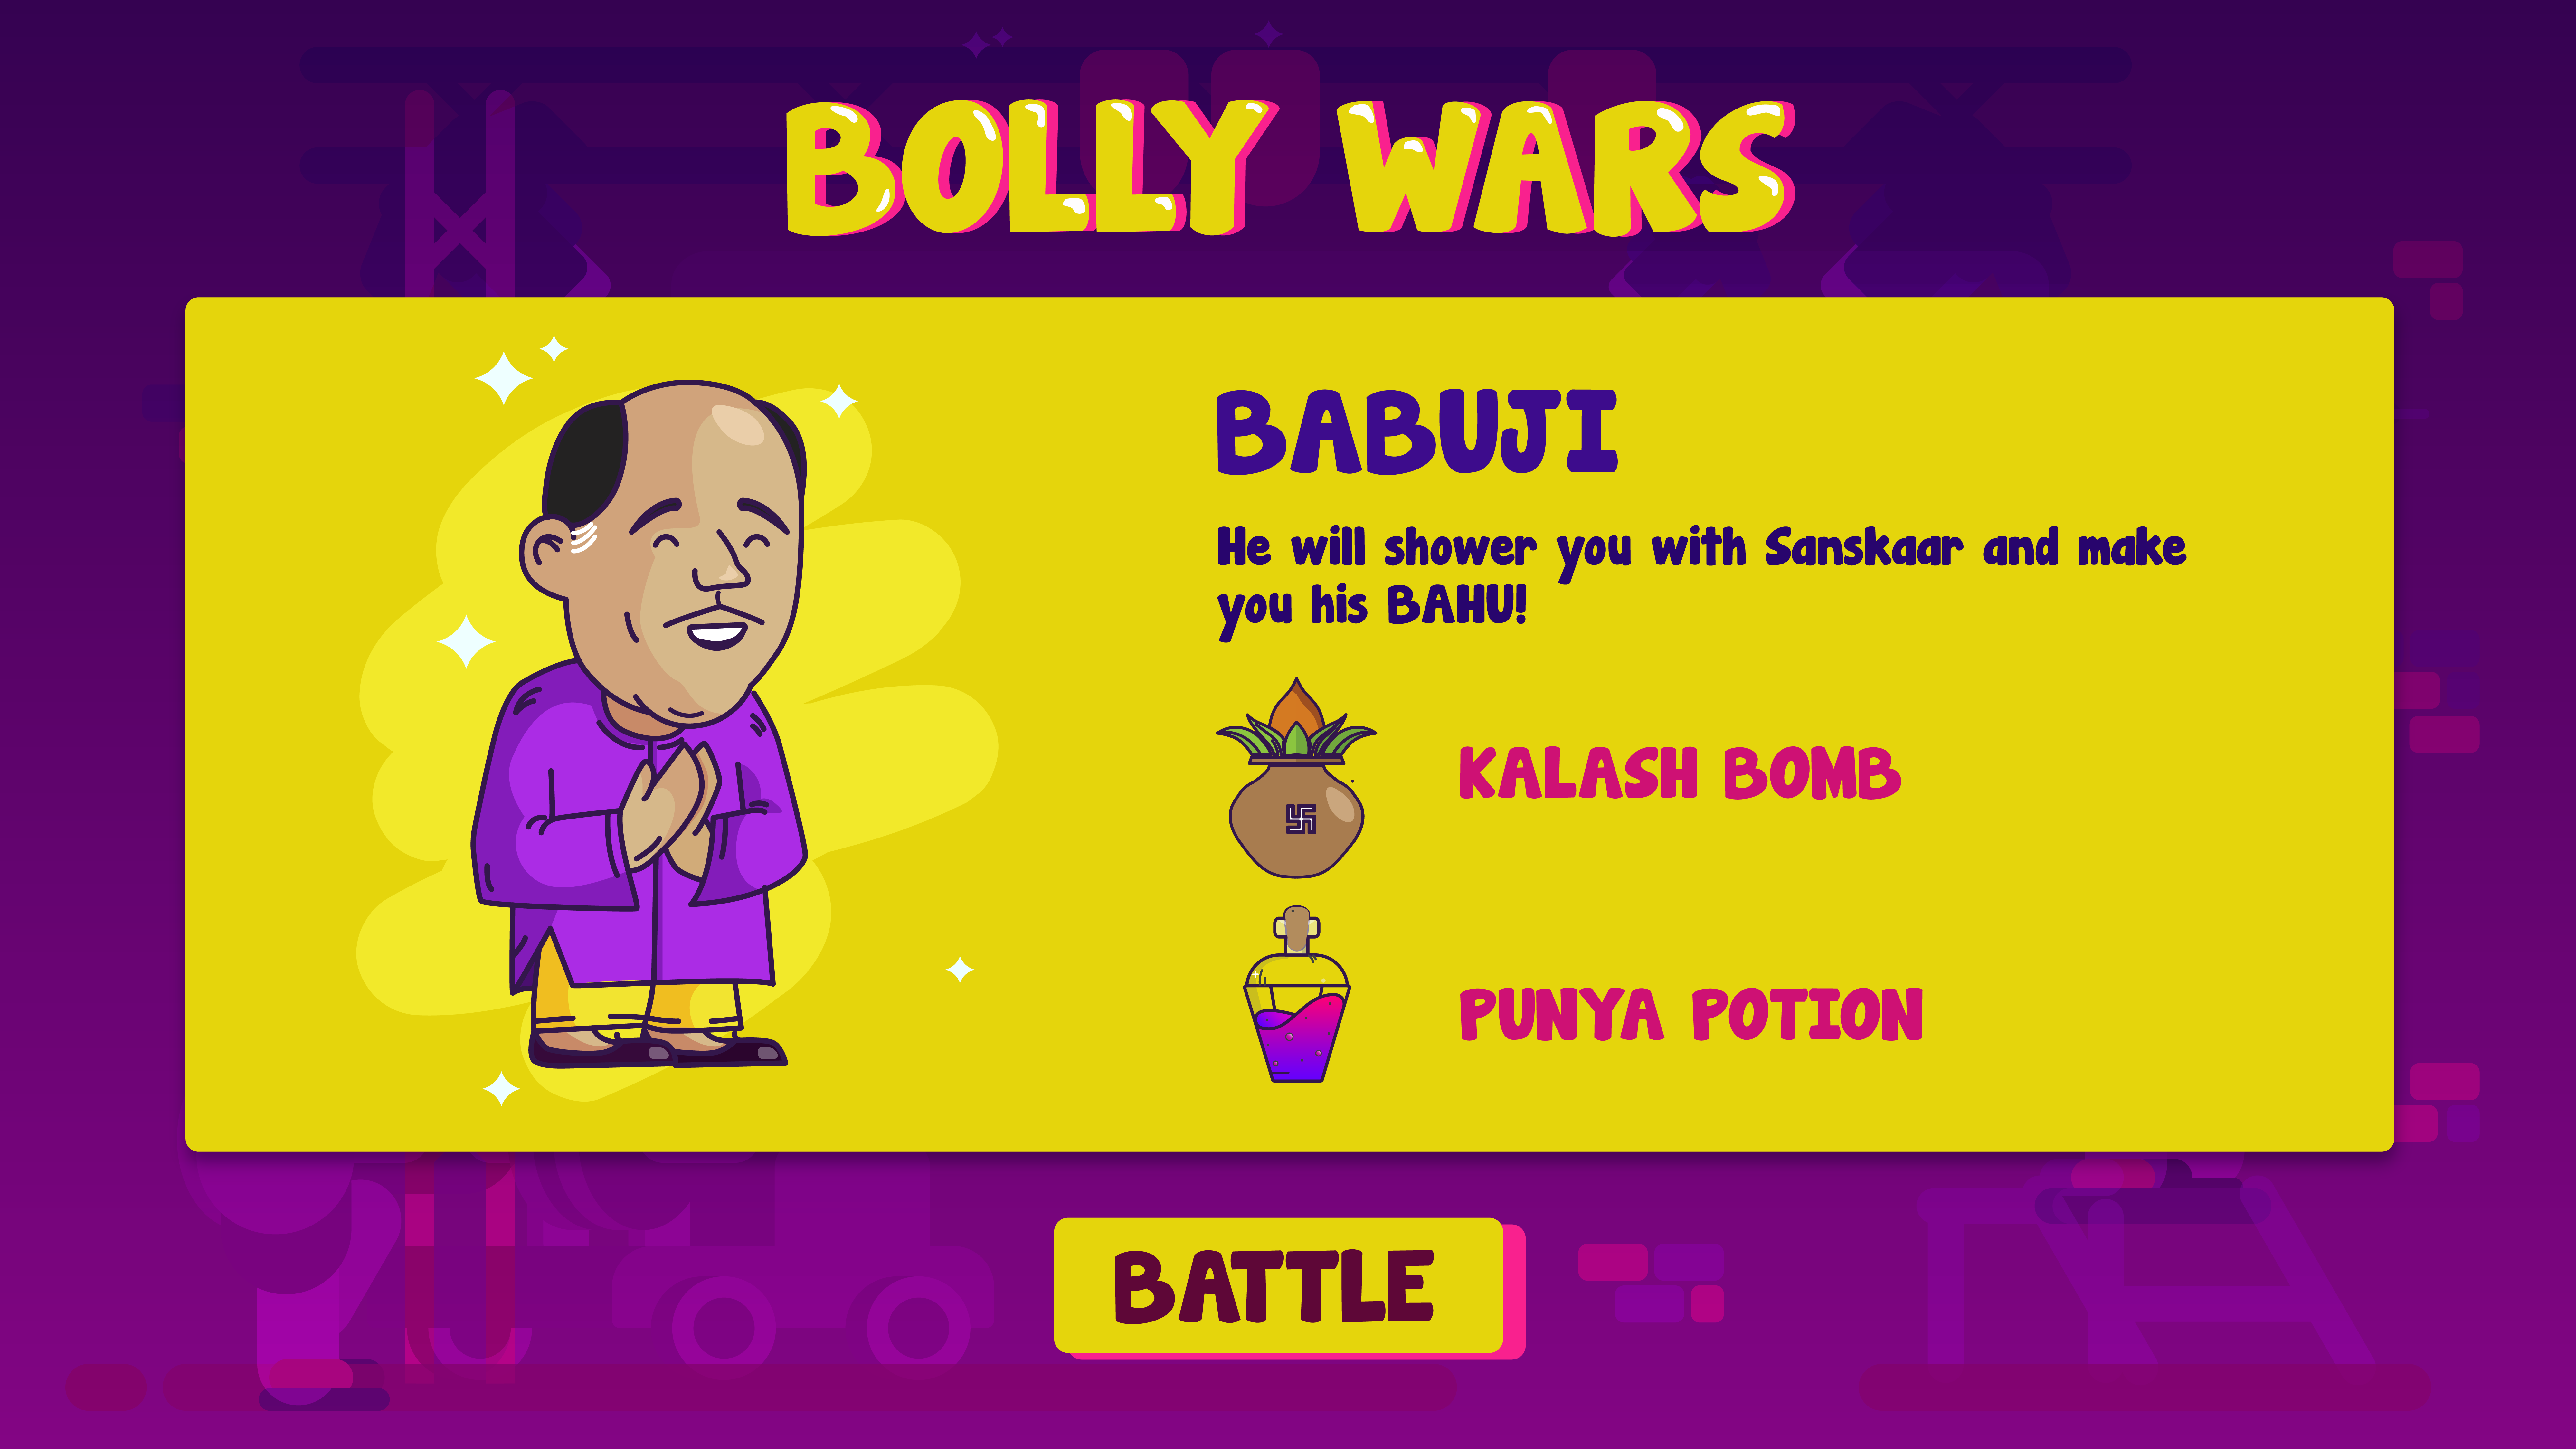 BOLLY WARS
BABUJI
He will shower you with Sanskaar and make
you his BAHU!
KALASH BOMB
PUNYA POTION
BATTLE